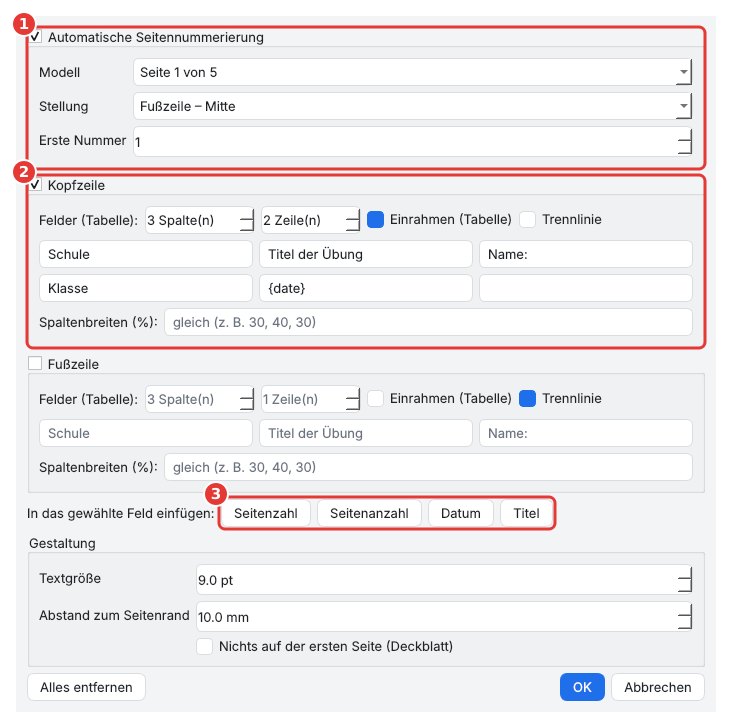 1
Automatische Seitennummerierung
Modell Seite 1 von 5
Stellung Fußzeile – Mitte
Erste Nummer 1
2
Kopfzeile
Felder (Tabelle): 3 Spalte(n) 2 Zeile(n) Einrahmen (Tabelle) Trennlinie
Schule Titel der Übung Name:
Klasse {date}
Spaltenbreiten (%): gleich (z. B. 30, 40, 30)
Fußzeile
Felder (Tabelle): 3 Spalte(n) 1 Zeile(n) Einrahmen (Tabelle) Trennlinie
Schule Titel der Übung Name:
Spaltenbreiten (%): gleich (z. B. 30, 40, 30)
3
In das gewählte Feld einfügen: Seitenzahl Seitenanzahl Datum Titel
Gestaltung
Textgröße 9.0 pt
Abstand zum Seitenrand 10.0 mm
Nichts auf der ersten Seite (Deckblatt)
Alles entfernen OK Abbrechen